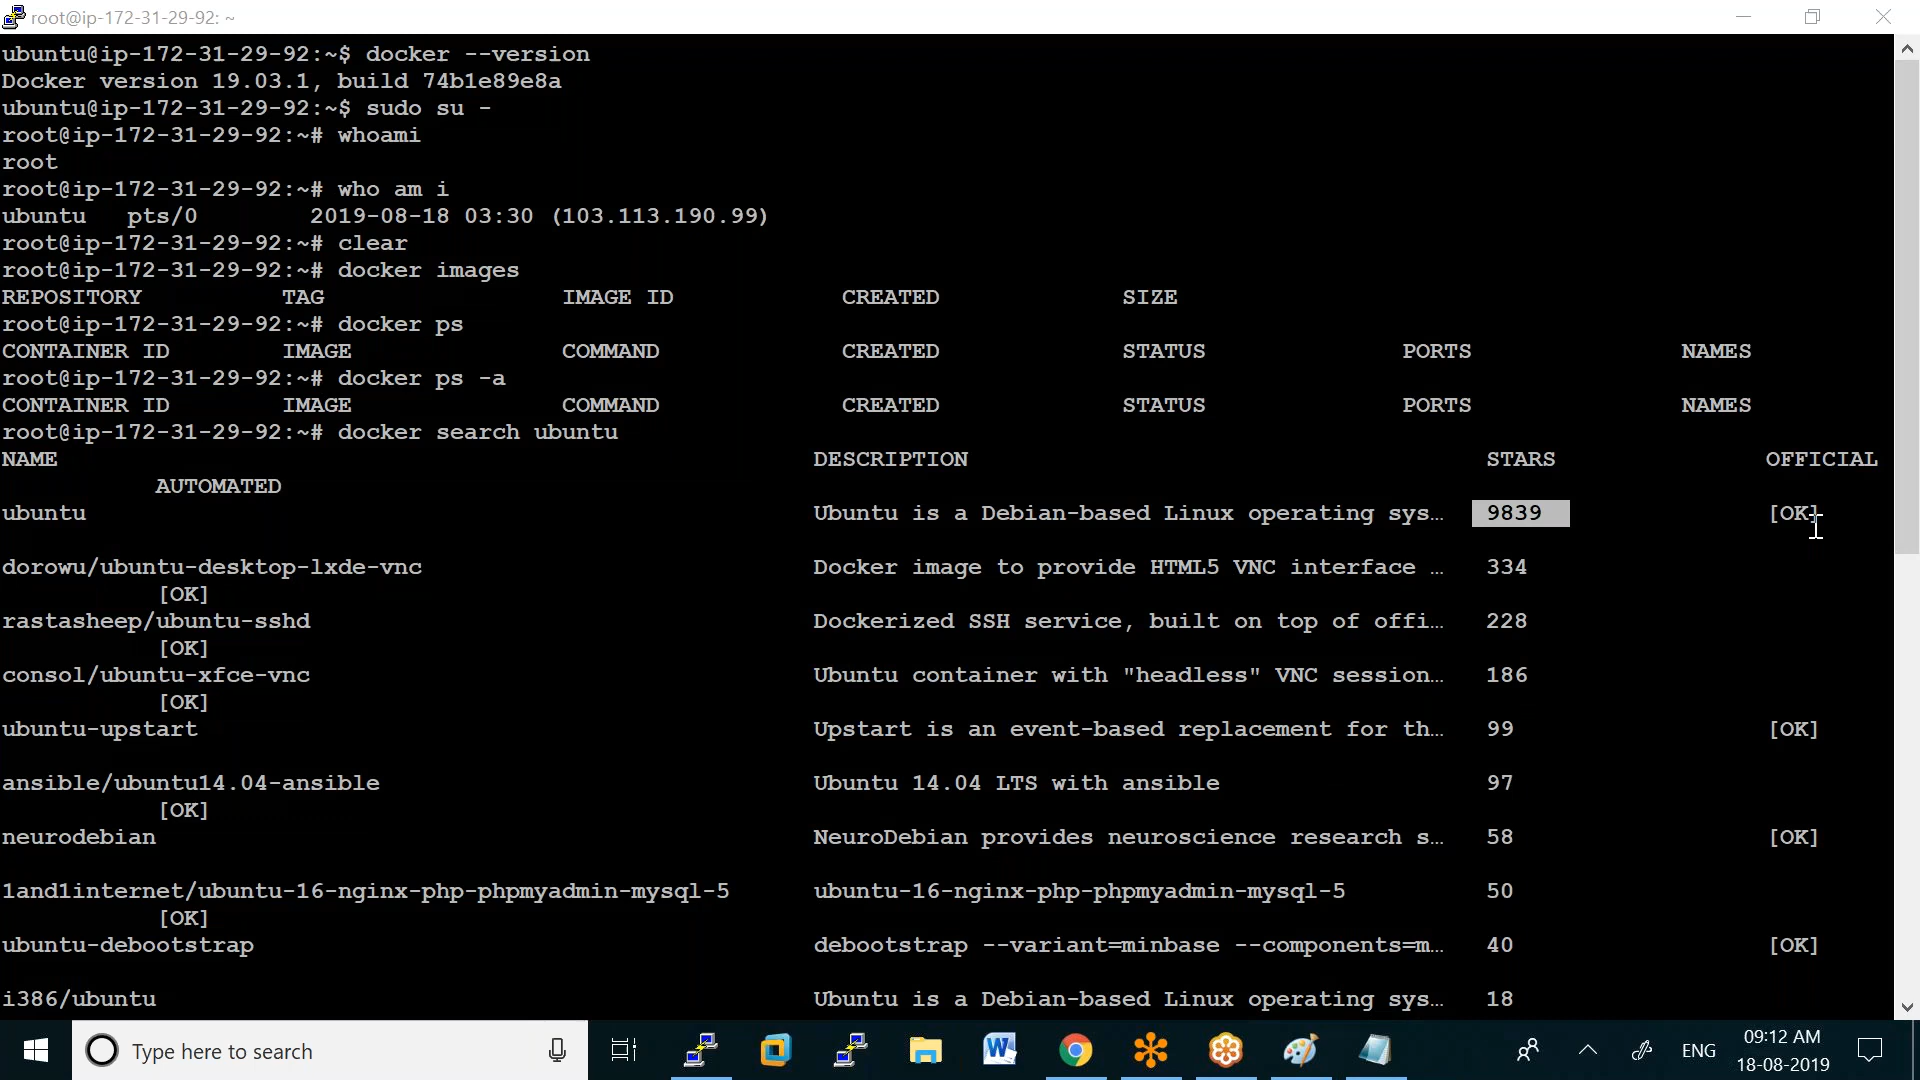 root@ip-172-31-29-92: ~
ubuntu@ip-172-31-29-92:~$ docker --version
Docker version 19.03.1, build 74b1e89e8a
ubuntu@ip-172-31-29-92:~$ sudo su -
root@ip-172-31-29-92:~# whoami
root
root@ip-172-31-29-92:~# who am i
ubuntu   pts/0        2019-08-18 03:30 (103.113.190.99)
root@ip-172-31-29-92:~# clear
root@ip-172-31-29-92:~# docker images
REPOSITORY          TAG                 IMAGE ID            CREATED             SIZE
root@ip-172-31-29-92:~# docker ps
CONTAINER ID        IMAGE               COMMAND             CREATED             STATUS              PORTS               NAMES
root@ip-172-31-29-92:~# docker ps -a
CONTAINER ID        IMAGE               COMMAND             CREATED             STATUS              PORTS               NAMES
root@ip-172-31-29-92:~# docker search ubuntu
NAME                                                      DESCRIPTION                                     STARS               OFFICIAL
           AUTOMATED
ubuntu                                                    Ubuntu is a Debian-based Linux operating sys…   9839                [OK]
dorowu/ubuntu-desktop-lxde-vnc                            Docker image to provide HTML5 VNC interface …   334
           [OK]
rastasheep/ubuntu-sshd                                    Dockerized SSH service, built on top of offi…   228
           [OK]
consol/ubuntu-xfce-vnc                                    Ubuntu container with "headless" VNC session…   186
           [OK]
ubuntu-upstart                                            Upstart is an event-based replacement for th…   99                  [OK]
ansible/ubuntu14.04-ansible                               Ubuntu 14.04 LTS with ansible                   97
           [OK]
neurodebian                                               NeuroDebian provides neuroscience research s…   58                  [OK]
1and1internet/ubuntu-16-nginx-php-phpmyadmin-mysql-5      ubuntu-16-nginx-php-phpmyadmin-mysql-5          50
           [OK]
ubuntu-debootstrap                                        debootstrap --variant=minbase --components=m…   40                  [OK]
i386/ubuntu                                               Ubuntu is a Debian-based Linux operating sys…   18
Type here to search
W
ENG
09:12 AM
18-08-2019